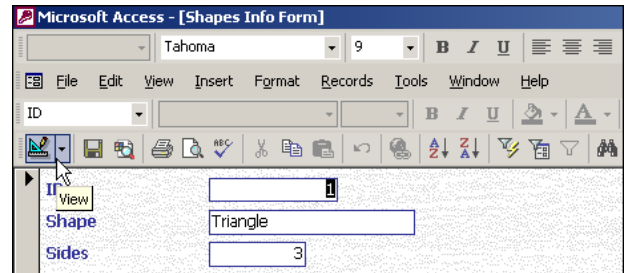 Microsoft Access - [Shapes Info Form]
Tahoma 9 B I U
File Edit View Insert Format Records Tools Window Help
ID B I U A
ABC A Z Z A
View
ID 1
Shape Triangle
Sides 3